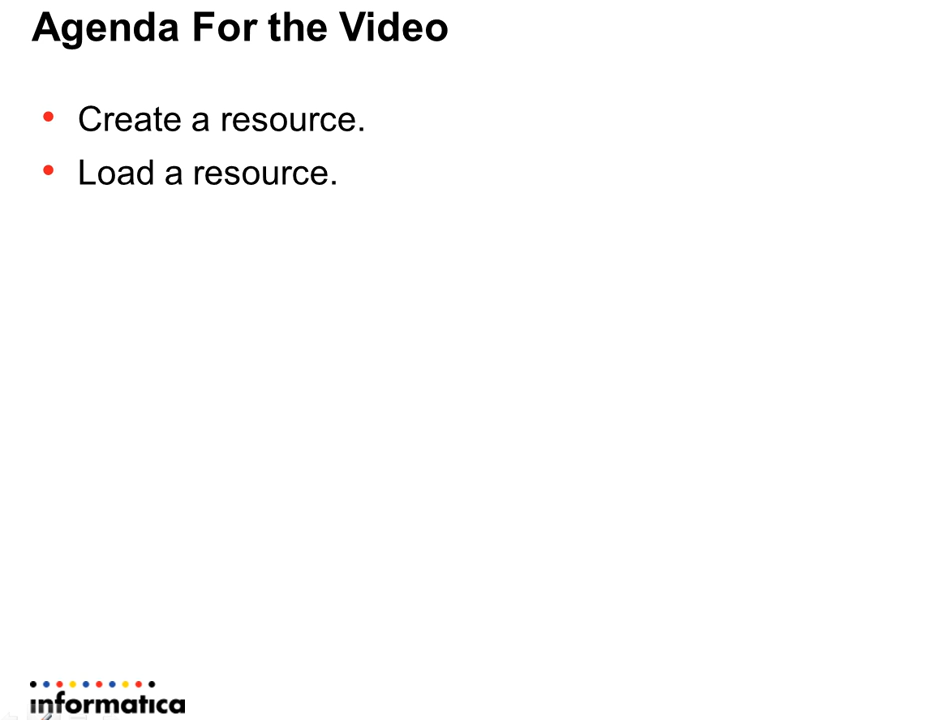 Agenda For the Video
• Create a resource.
• Load a resource.
informatica